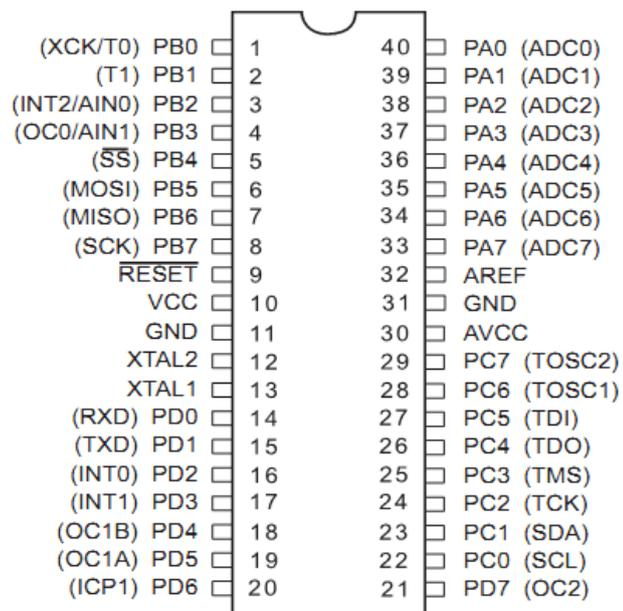 (XCK/T0) PB0 1 40 PA0 (ADC0)
(T1) PB1 2 39 PA1 (ADC1)
(INT2/AIN0) PB2 3 38 PA2 (ADC2)
(OC0/AIN1) PB3 4 37 PA3 (ADC3)
(S̅S̅) PB4 5 36 PA4 (ADC4)
(MOSI) PB5 6 35 PA5 (ADC5)
(MISO) PB6 7 34 PA6 (ADC6)
(SCK) PB7 8 33 PA7 (ADC7)
R̅E̅S̅E̅T̅ 9 32 AREF
VCC 10 31 GND
GND 11 30 AVCC
XTAL2 12 29 PC7 (TOSC2)
XTAL1 13 28 PC6 (TOSC1)
(RXD) PD0 14 27 PC5 (TDI)
(TXD) PD1 15 26 PC4 (TDO)
(INT0) PD2 16 25 PC3 (TMS)
(INT1) PD3 17 24 PC2 (TCK)
(OC1B) PD4 18 23 PC1 (SDA)
(OC1A) PD5 19 22 PC0 (SCL)
(ICP1) PD6 20 21 PD7 (OC2)